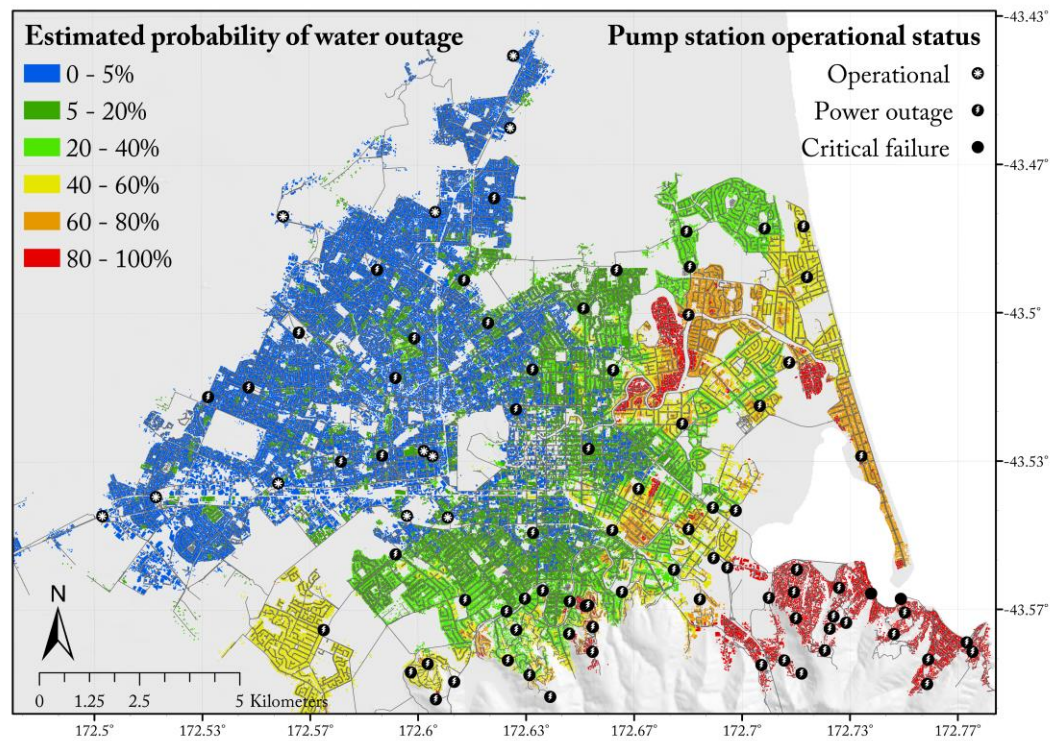 Estimated probability of water outage
0 - 5%
5 - 20%
20 - 40%
40 - 60%
60 - 80%
80 - 100%
Pump station operational status
Operational
Power outage
Critical failure
-43.43°
-43.47°
-43.5°
-43.53°
-43.57°
N
0 1.25 2.5 5 Kilometers
172.5° 172.53° 172.57° 172.6° 172.63° 172.67° 172.7° 172.73° 172.77°